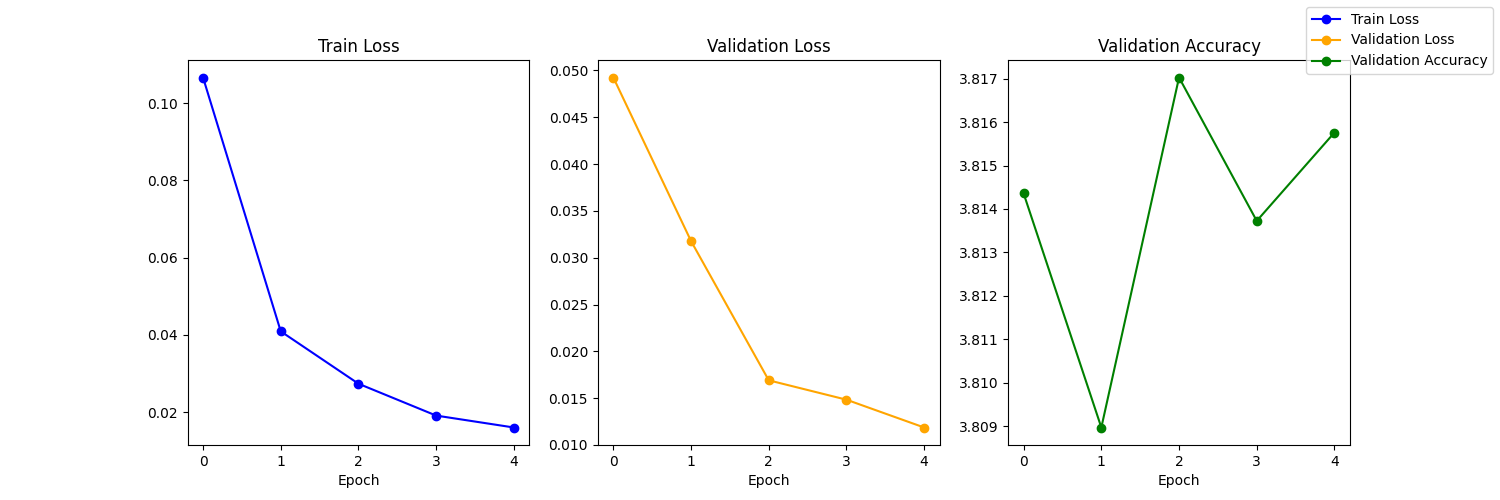 Train Loss
Validation Loss
Validation Accuracy
Train Loss
0.10
0.08
0.06
0.04
0.02
0 1 2 3 4
Epoch
Validation Loss
0.050
0.045
0.040
0.035
0.030
0.025
0.020
0.015
0.010
0 1 2 3 4
Epoch
Validation Accuracy
3.817
3.816
3.815
3.814
3.813
3.812
3.811
3.810
3.809
0 1 2 3 4
Epoch